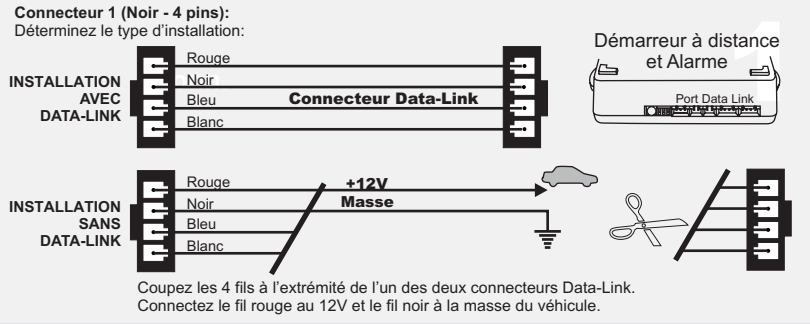 Connecteur 1 (Noir - 4 pins):
Déterminez le type d'installation:
INSTALLATION
AVEC
DATA-LINK
Rouge
Noir
Bleu
Blanc
Connecteur Data-Link
Démarreur à distance
et Alarme
1
Port Data Link
INSTALLATION
SANS
DATA-LINK
Rouge
Noir
Bleu
Blanc
+12V
Masse
Coupez les 4 fils à l'extrémité de l'un des deux connecteurs Data-Link.
Connectez le fil rouge au 12V et le fil noir à la masse du véhicule.